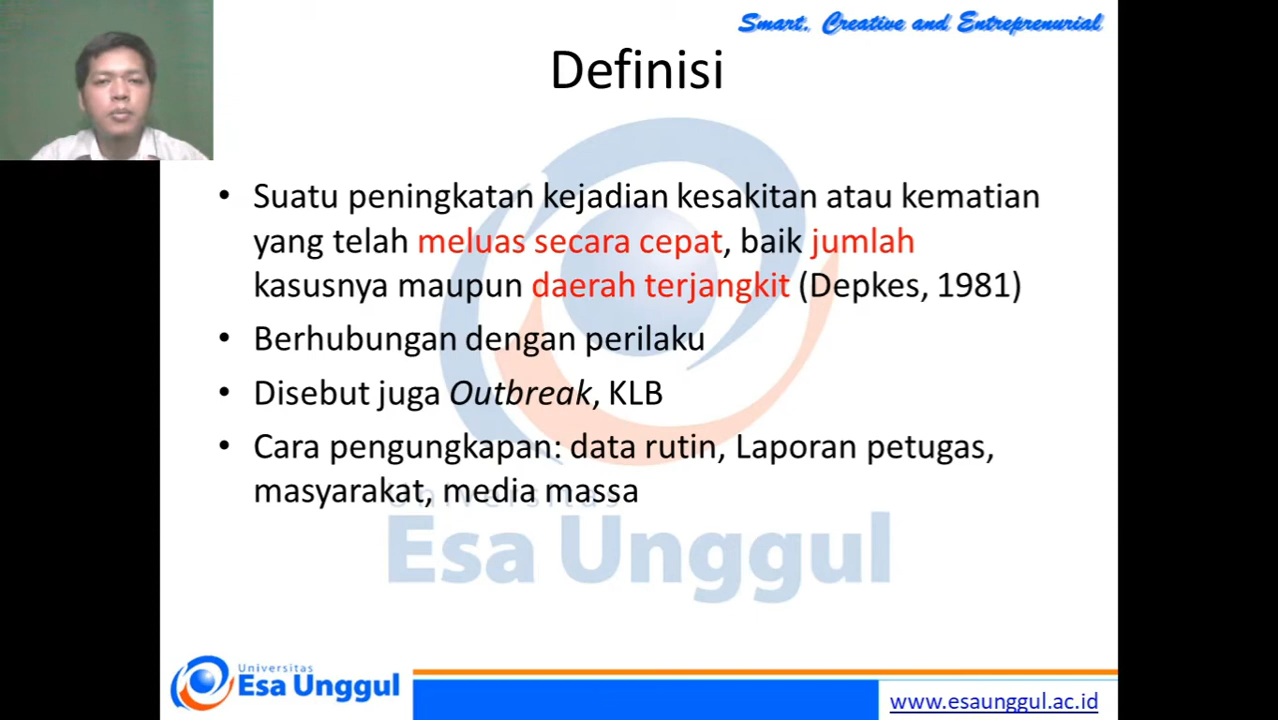 Smart, Creative and Entreprenurial
Definisi
• Suatu peningkatan kejadian kesakitan atau kematian
yang telah meluas secara cepat, baik jumlah
kasusnya maupun daerah terjangkit (Depkes, 1981)
• Berhubungan dengan perilaku
• Disebut juga Outbreak, KLB
• Cara pengungkapan: data rutin, Laporan petugas,
masyarakat, media massa
Universitas
Esa Unggul
Universitas
Esa Unggul
www.esaunggul.ac.id